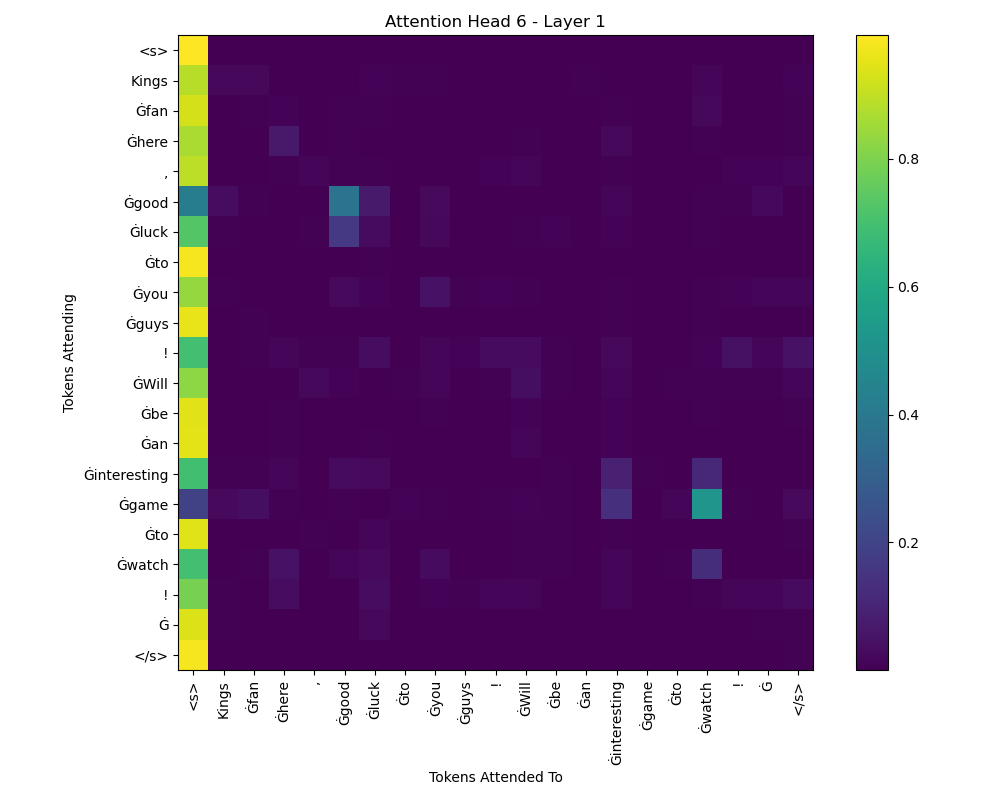 Attention Head 6 - Layer 1
Tokens Attending
<s>
Kings
Ġfan
Ġhere
,
Ġgood
Ġluck
Ġto
Ġyou
Ġguys
!
ĠWill
Ġbe
Ġan
Ġinteresting
Ġgame
Ġto
Ġwatch
!
Ġ
</s>
<s>
Kings
Ġfan
Ġhere
,
Ġgood
Ġluck
Ġto
Ġyou
Ġguys
!
ĠWill
Ġbe
Ġan
Ġinteresting
Ġgame
Ġto
Ġwatch
!
Ġ
</s>
Tokens Attended To
0.8
0.6
0.4
0.2